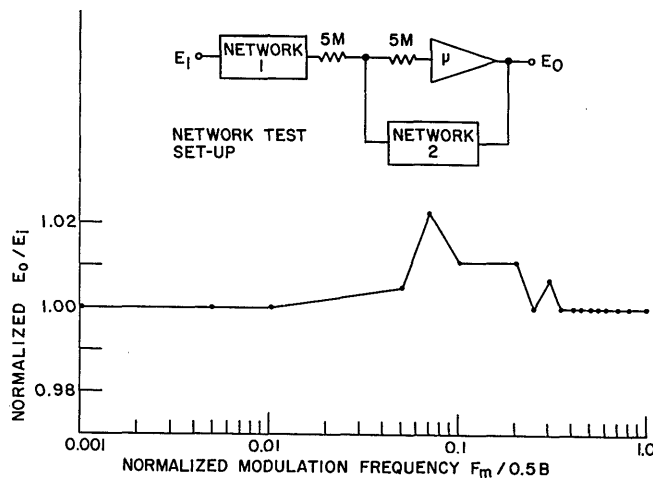 E₁
NETWORK
1
5M
5M
μ
E₀
NETWORK
2
NETWORK TEST
SET-UP
NORMALIZED E₀/Eᵢ
1.02
1.00
0.98
0.001
0.01
0.1
1.0
NORMALIZED MODULATION FREQUENCY Fₘ/0.5B